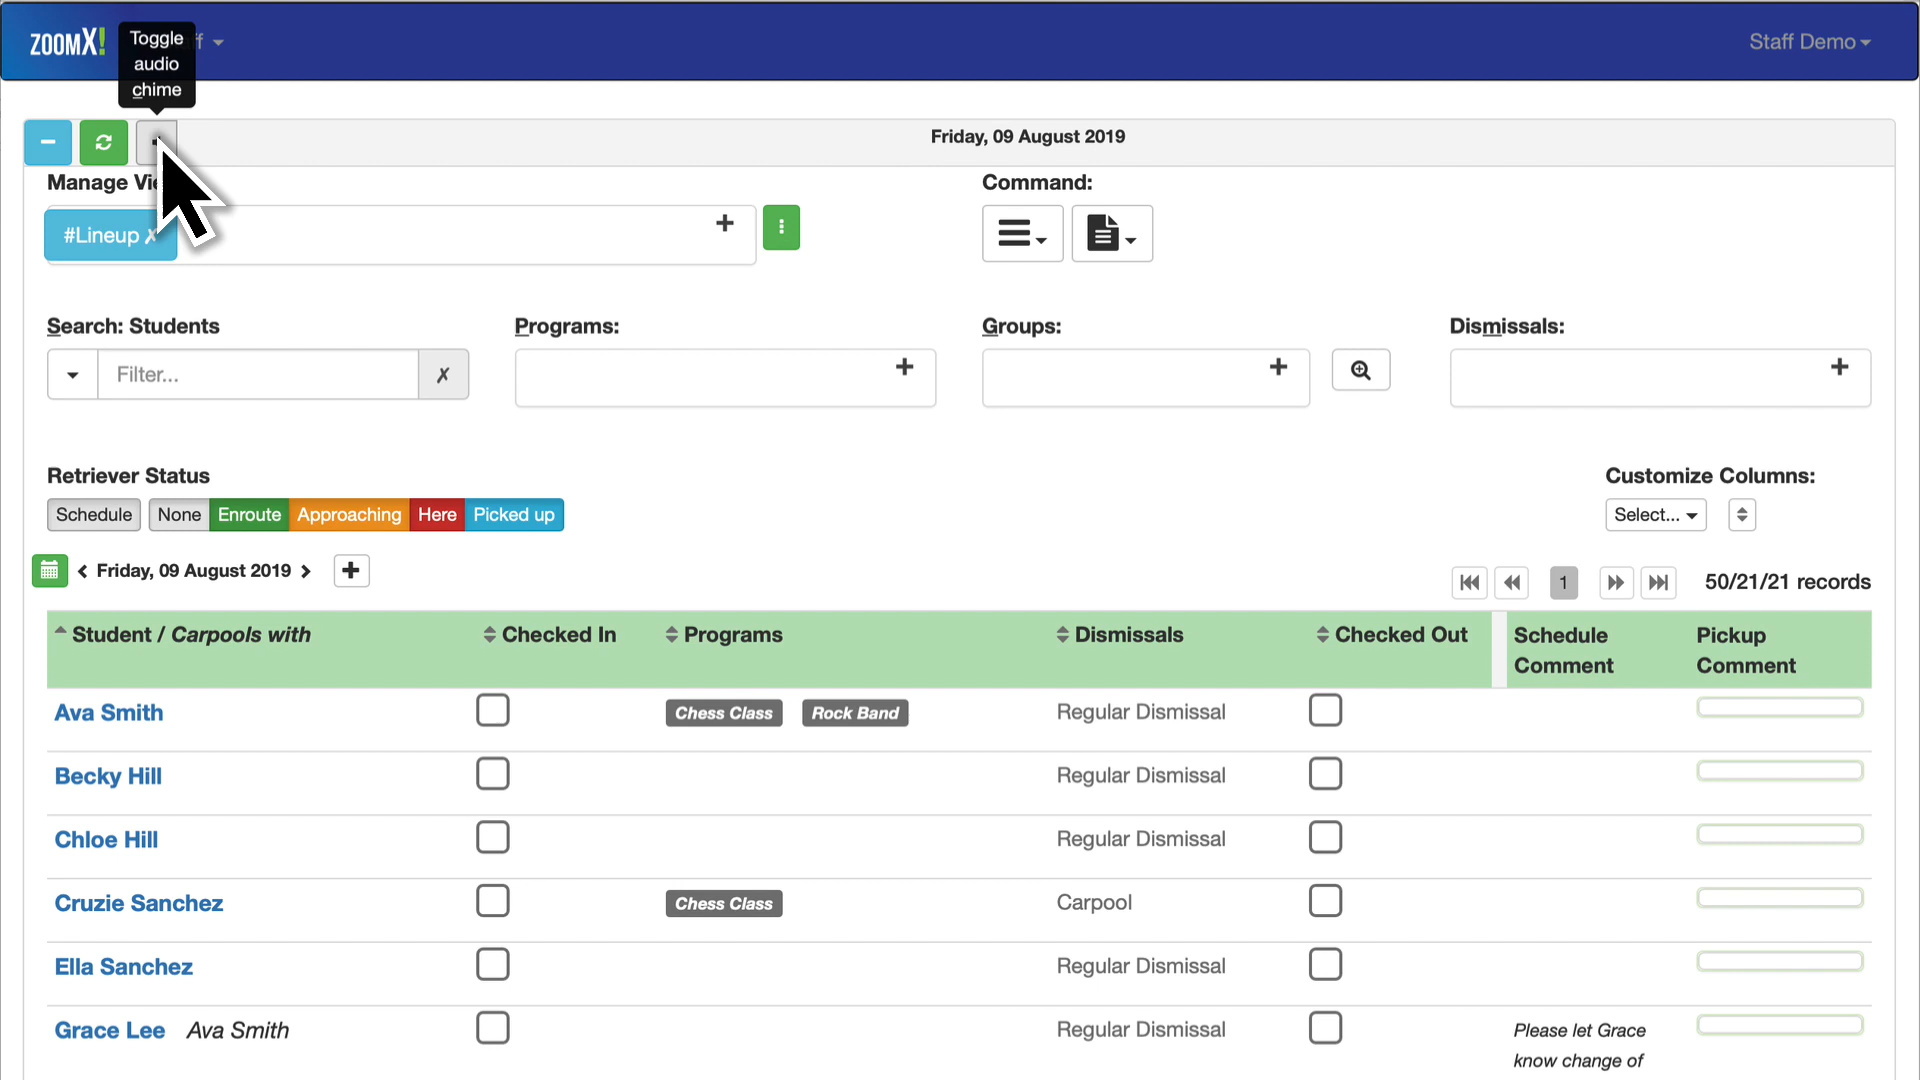 ZOOMX!
Toggle
audio
chime
Staff Demo
Friday, 09 August 2019
Manage
Command:
#Lineup ✗
Search: Students
Programs:
Groups:
Dismissals:
Filter...
✗
Retriever Status
Customize Columns:
Schedule None Enroute Approaching Here Picked up
Select...
Friday, 09 August 2019
1
50/21/21 records
Student / Carpools with
Checked In
Programs
Dismissals
Checked Out
Schedule
Comment
Pickup
Comment
Ava Smith Chess Class Rock Band Regular Dismissal
Becky Hill Regular Dismissal
Chloe Hill Regular Dismissal
Cruzie Sanchez Chess Class Carpool
Ella Sanchez Regular Dismissal
Grace Lee Ava Smith Regular Dismissal Please let Grace
know change of